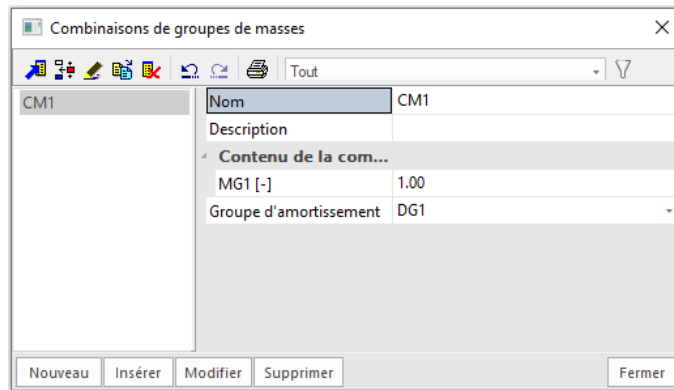 Combinaisons de groupes de masses
Tout
CM1
Nom CM1
Description
Contenu de la com...
MG1 [-] 1.00
Groupe d'amortissement DG1
Nouveau Insérer Modifier Supprimer Fermer